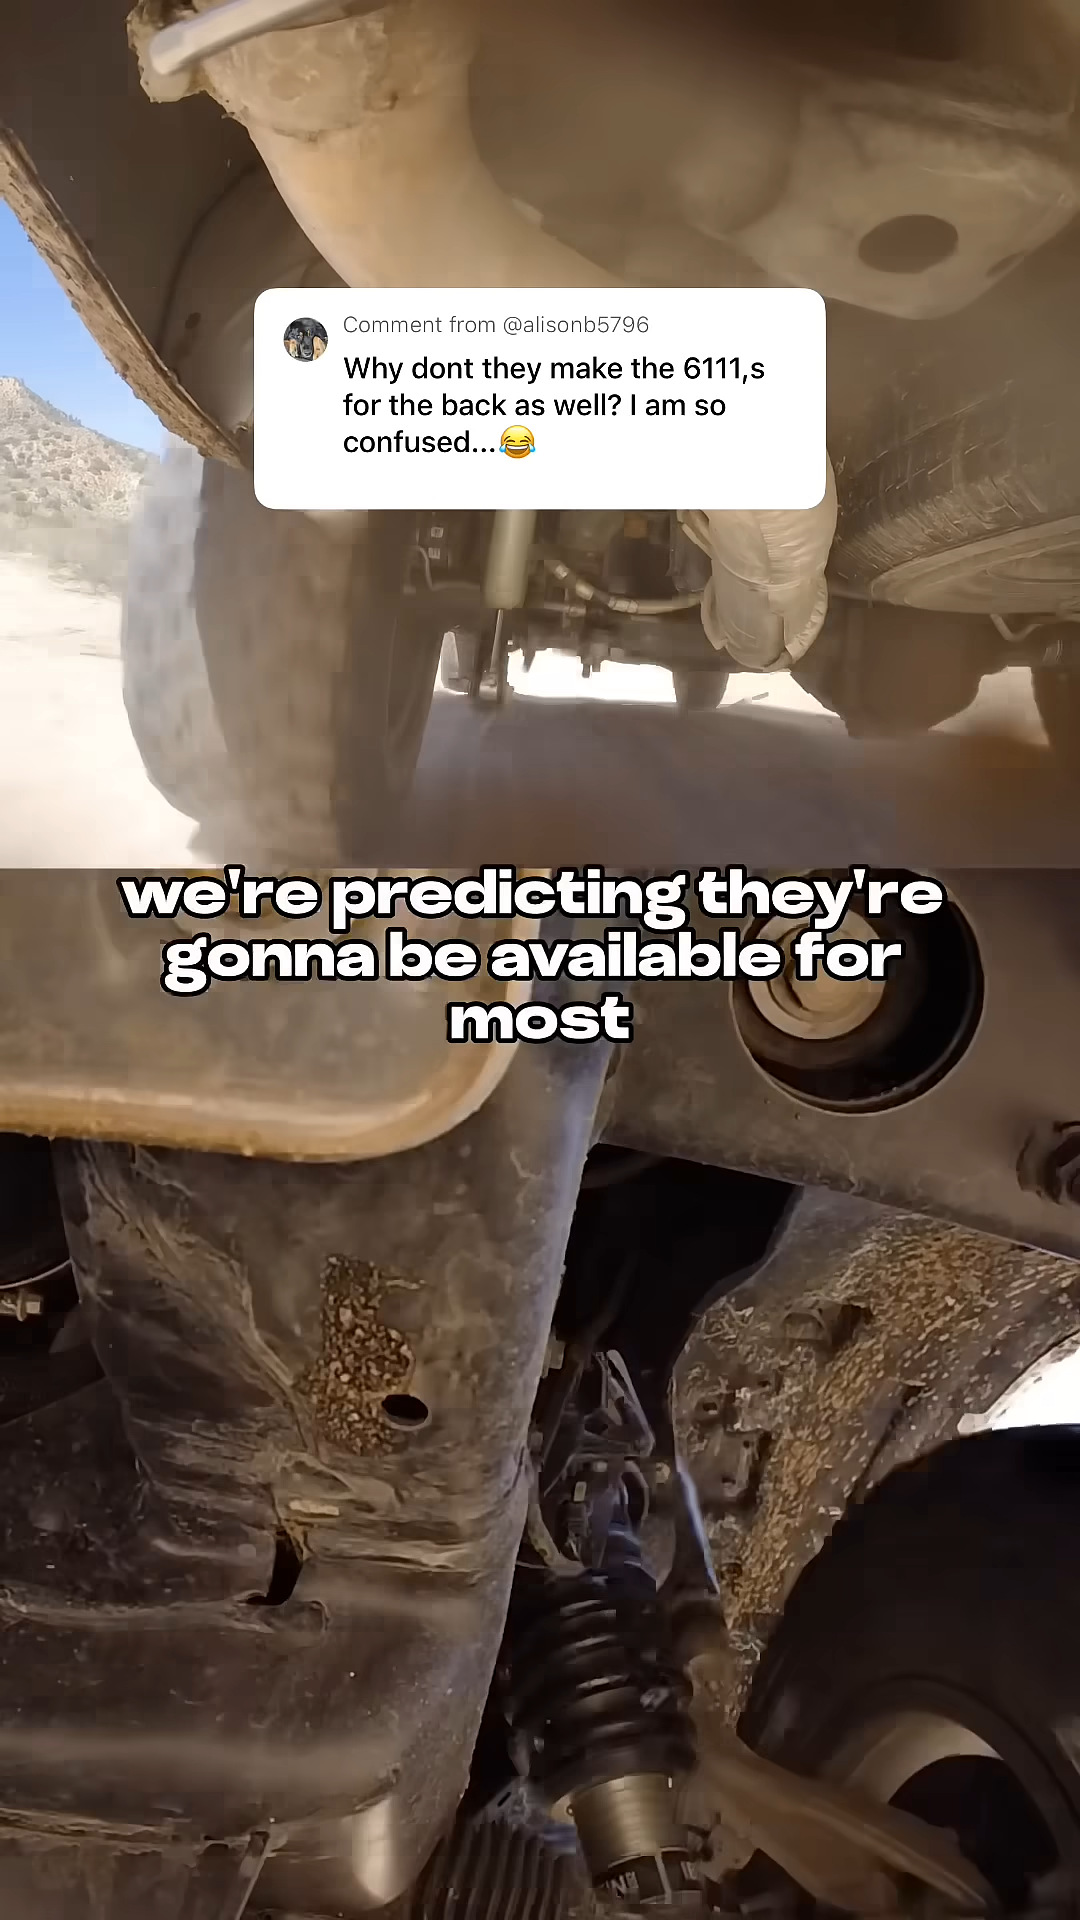 Comment from @alisonb5796
Why dont they make the 6111,s
for the back as well? I am so
confused...😂
we're predicting they're
gonna be available for
most